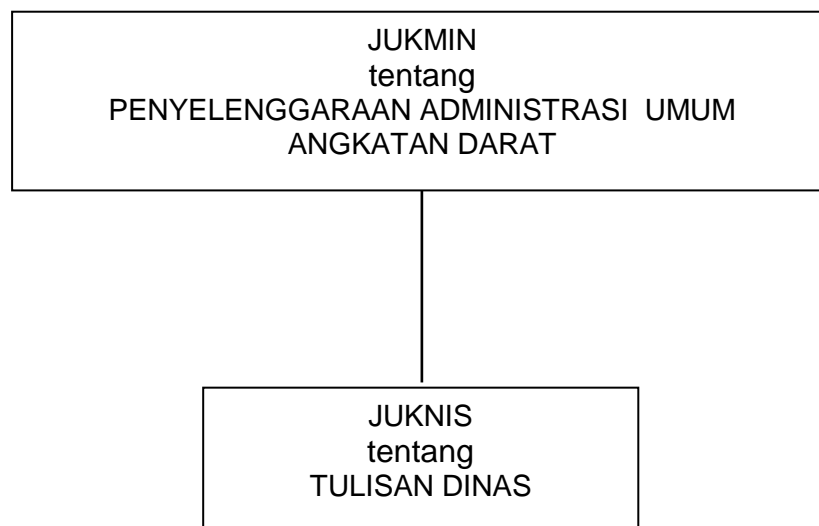 JUKMIN
tentang
PENYELENGGARAAN ADMINISTRASI UMUM
ANGKATAN DARAT
JUKNIS
tentang
TULISAN DINAS